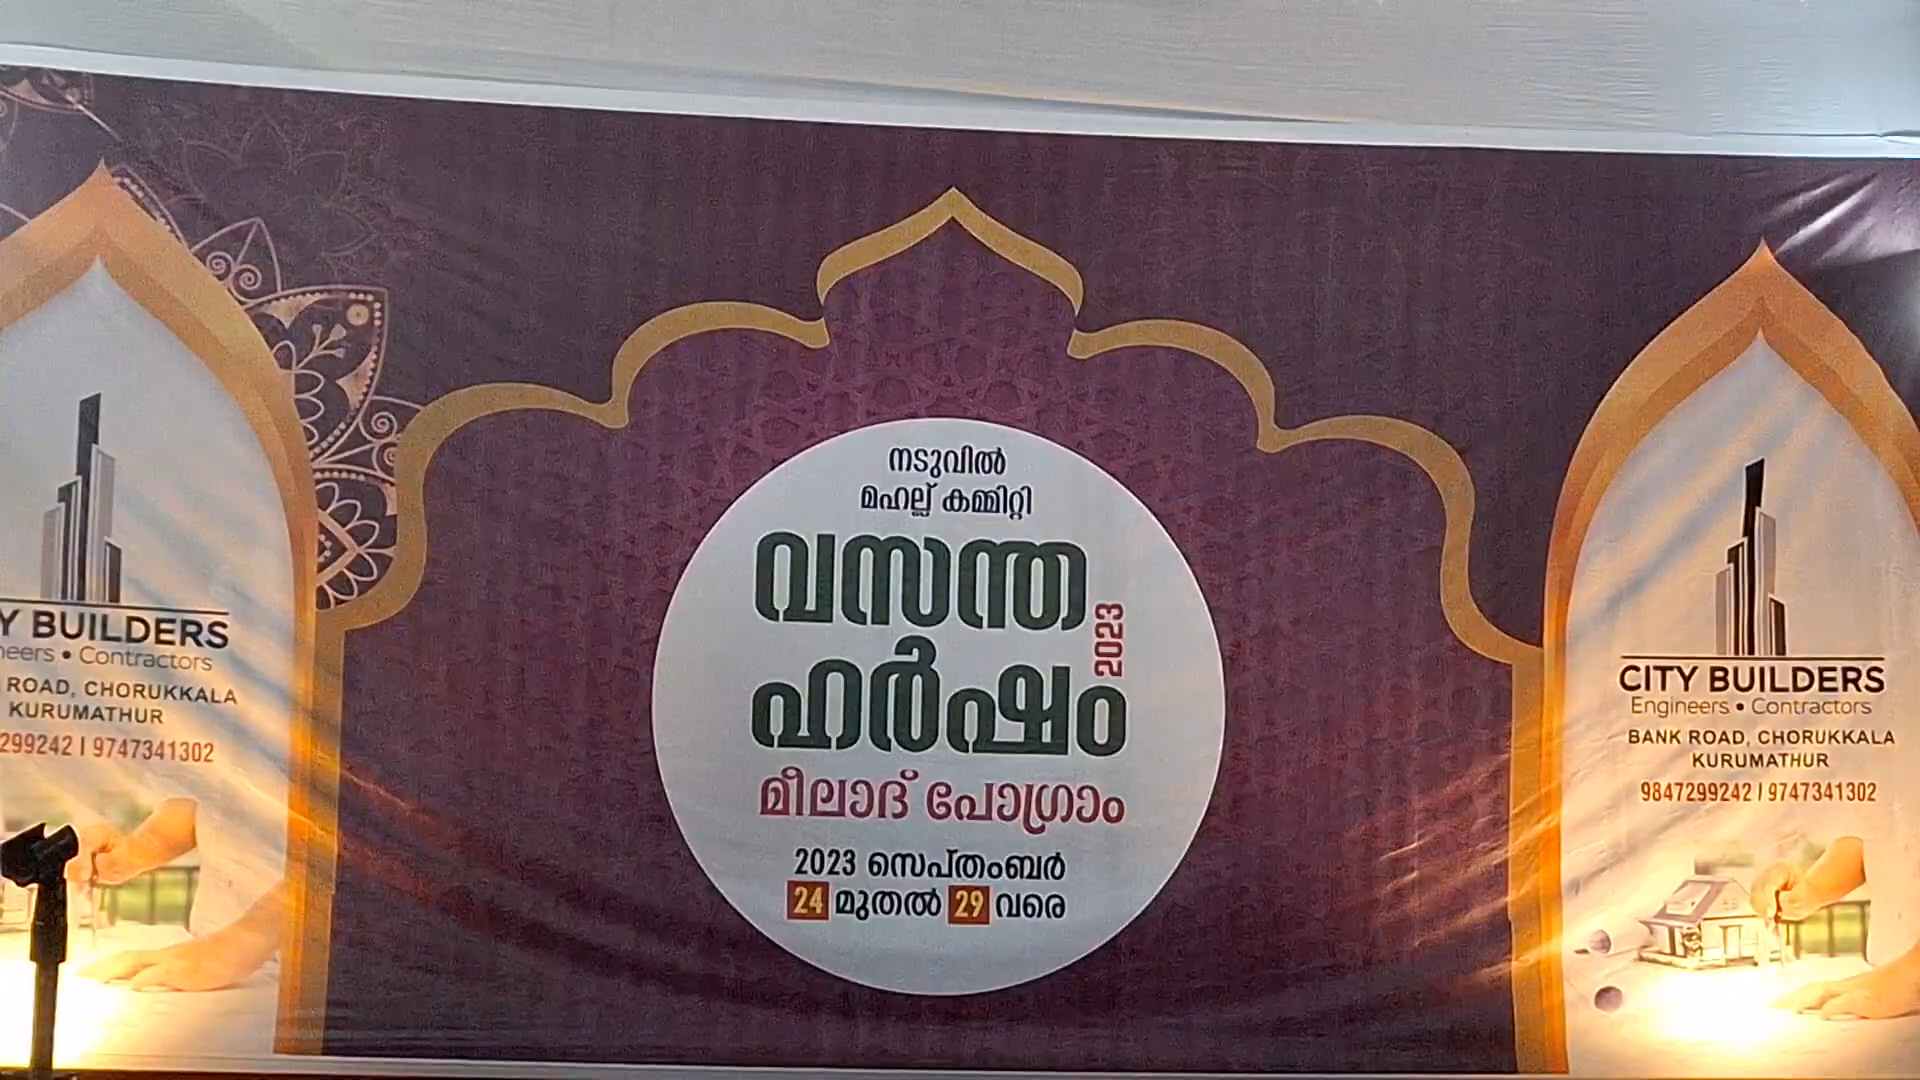 നടുവിൽ
മഹല്ല് കമ്മിറ്റി
വസന്ത
ഹർഷം
2023
മീലാദ് പോഗ്രാം
2023 സെപ്തംബർ
24 മുതൽ 29 വരെ
BUILDERS
Contractors
ROAD, CHORUKKALA
KURUMATHUR
299242 | 9747341302
CITY BUILDERS
Engineers • Contractors
BANK ROAD, CHORUKKALA
KURUMATHUR
9847299242 | 9747341302